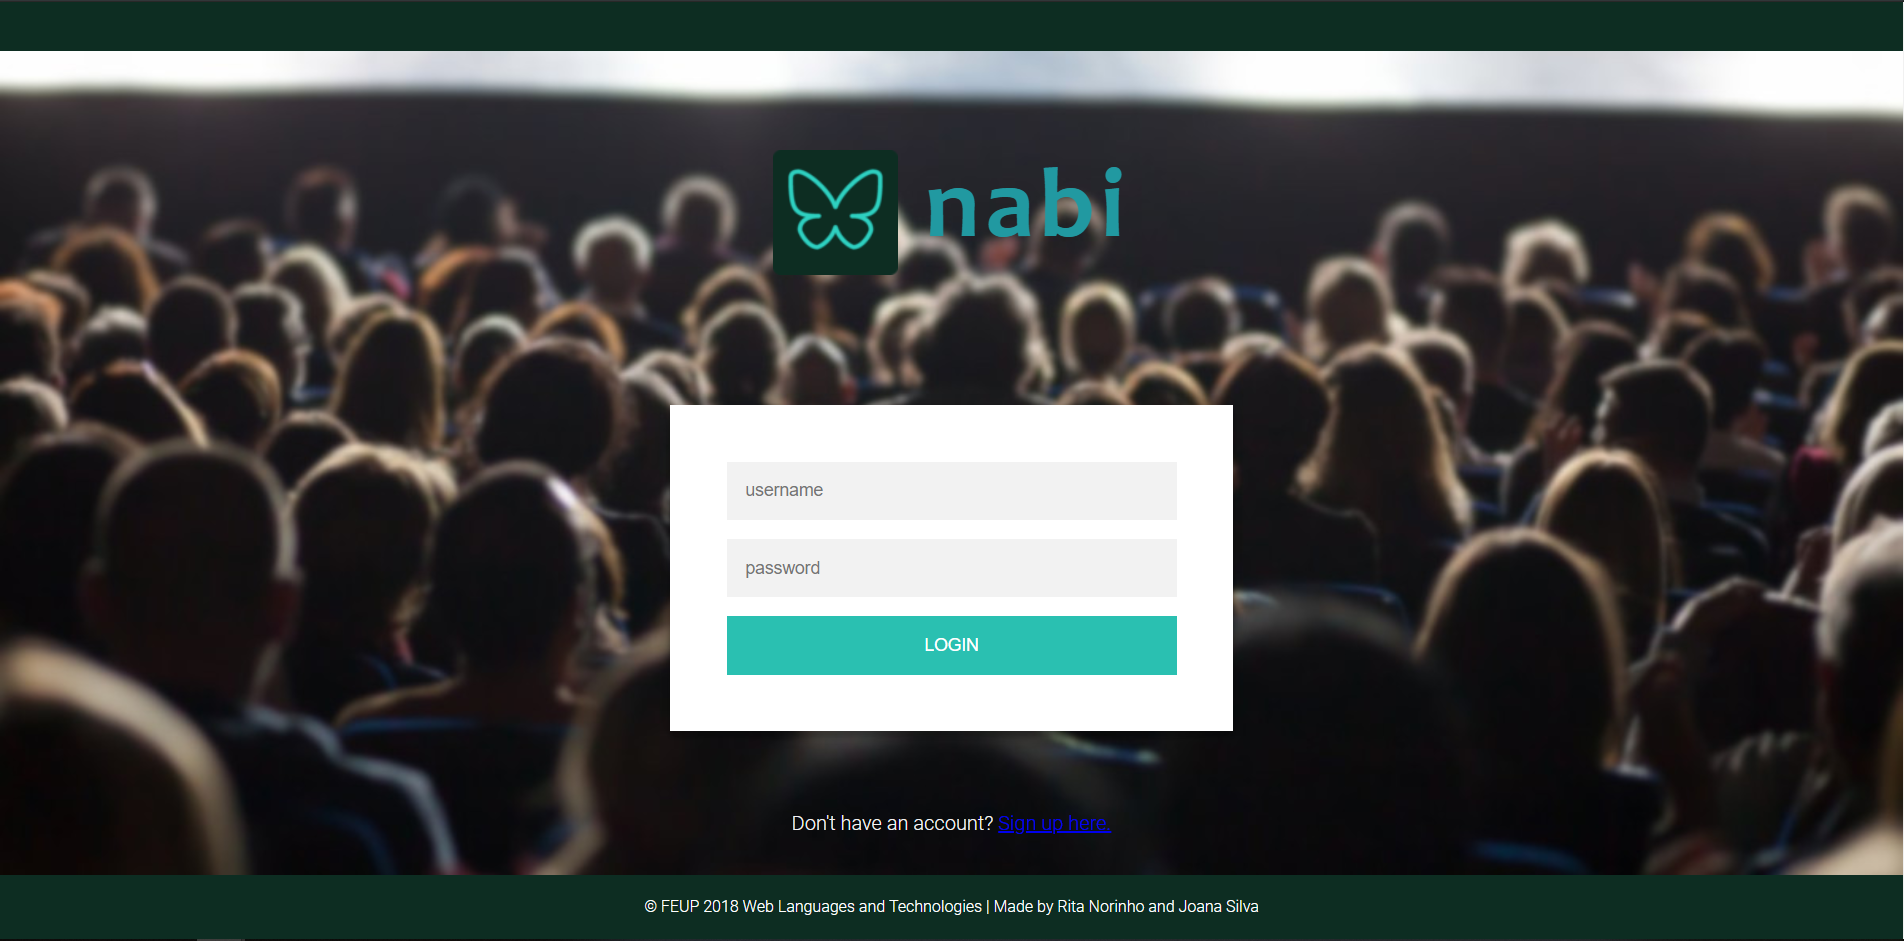 nabi
username
password
LOGIN
Don't have an account? Sign up here.
© FEUP 2018 Web Languages and Technologies | Made by Rita Norinho and Joana Silva